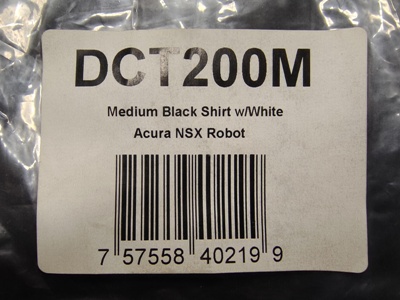 DCT200M
Medium Black Shirt w/White
Acura NSX Robot
7 57558 40219 9